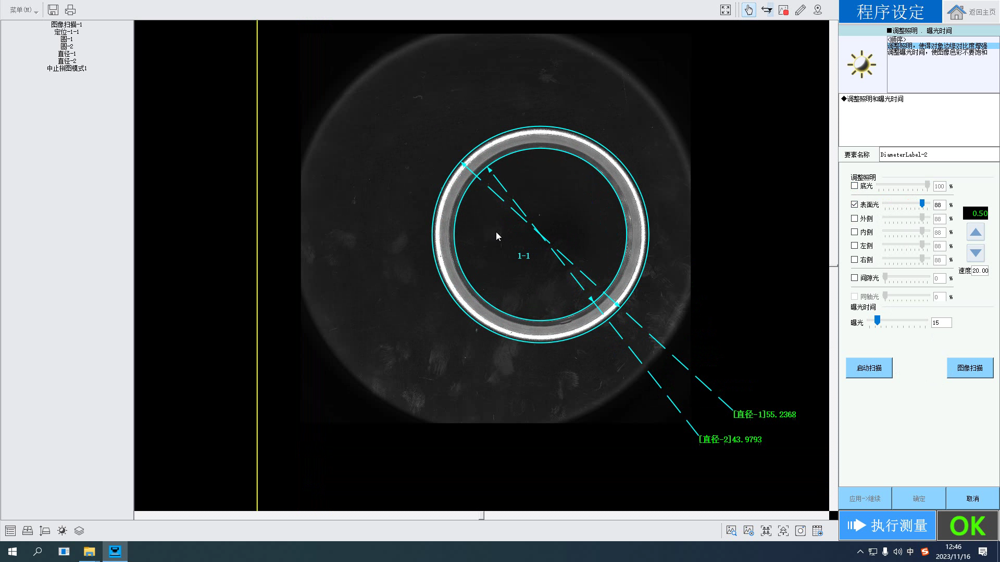 菜单(M)
程序设定
返回主页
图像扫描-1
定位-1-1
圆-1
圆-2
直径-1
直径-2
中止拼图模式1
■调整照明 . 曝光时间
<顺序>
调整照明，使得对象边缘对比度增强
调整曝光时间，使图像色彩不要饱和
◆调整照明和曝光时间
要素名称 DiameterLabel-2
调整照明
底光 100 %
表面光 88 %
0.50
外侧 88 %
内侧 88 %
左侧 88 %
右侧 88 %
速度 20.00
间隙光 0 %
同轴光 0 %
曝光时间
曝光 15
启动扫描 图像扫描
1-1
[直径-1]55.2368
[直径-2]43.9793
应用->继续 确定 取消
执行测量 OK
中
S
12:46
2023/11/16